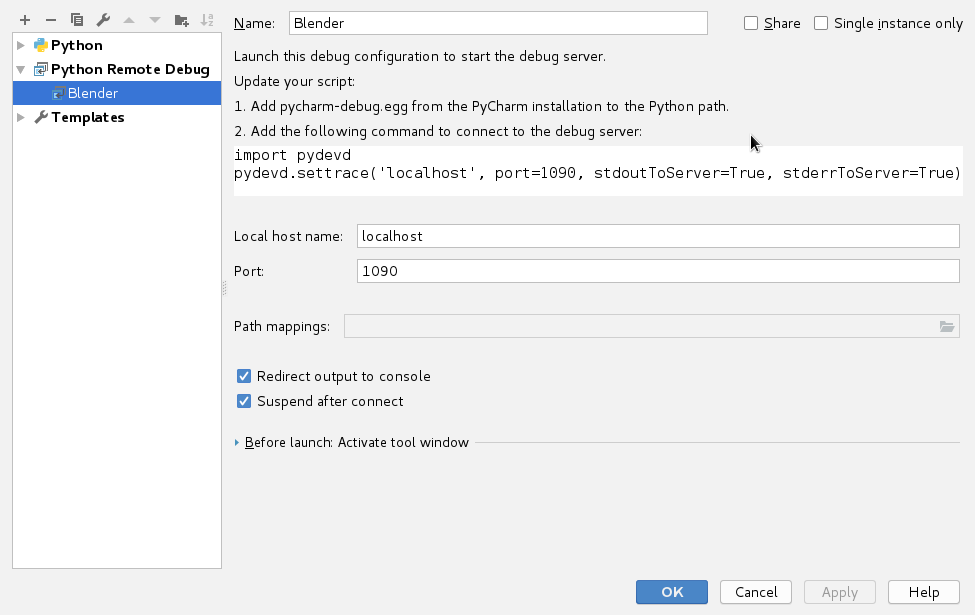 Name: Blender Share Single instance only
Python
Python Remote Debug
Blender
Templates
Launch this debug configuration to start the debug server.
Update your script:
1. Add pycharm-debug.egg from the PyCharm installation to the Python path.
2. Add the following command to connect to the debug server:
import pydevd
pydevd.settrace('localhost', port=1090, stdoutToServer=True, stderrToServer=True)
Local host name: localhost
Port: 1090
Path mappings:
Redirect output to console
Suspend after connect
Before launch: Activate tool window
OK Cancel Apply Help